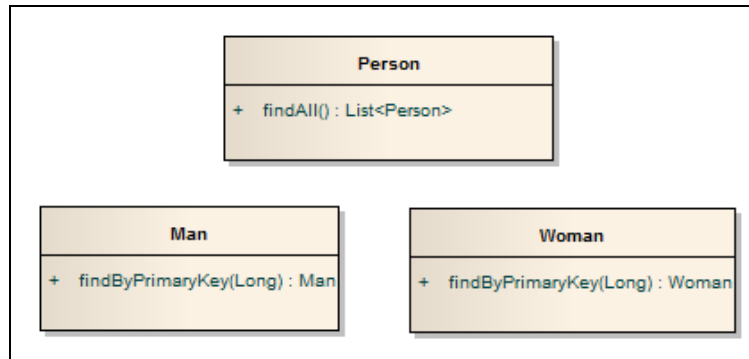 Person
+ findAll() : List<Person>
Man
+ findByPrimaryKey(Long) : Man
Woman
+ findByPrimaryKey(Long) : Woman